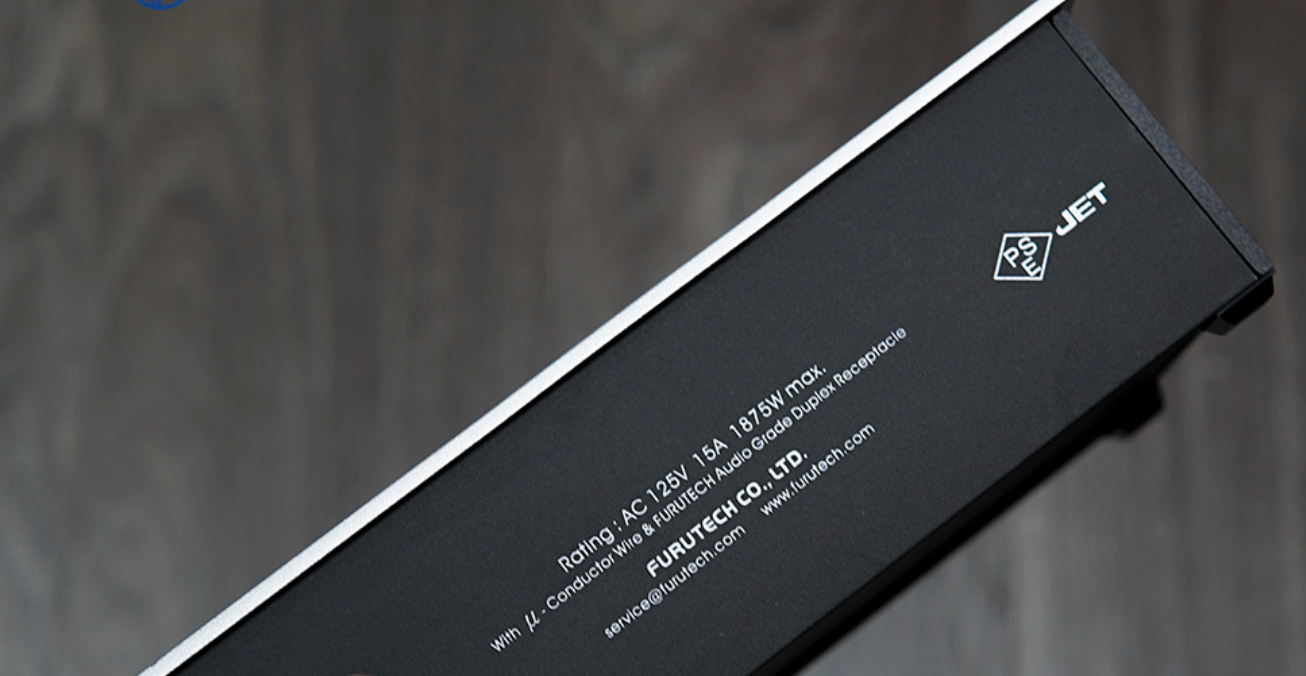 PSE JET
Rating : AC 125V 15A 1875W max.
With μ - Conductor Wire & FURUTECH Audio Grade Duplex Receptacle
FURUTECH CO., LTD.
service@furutech.com www.furutech.com